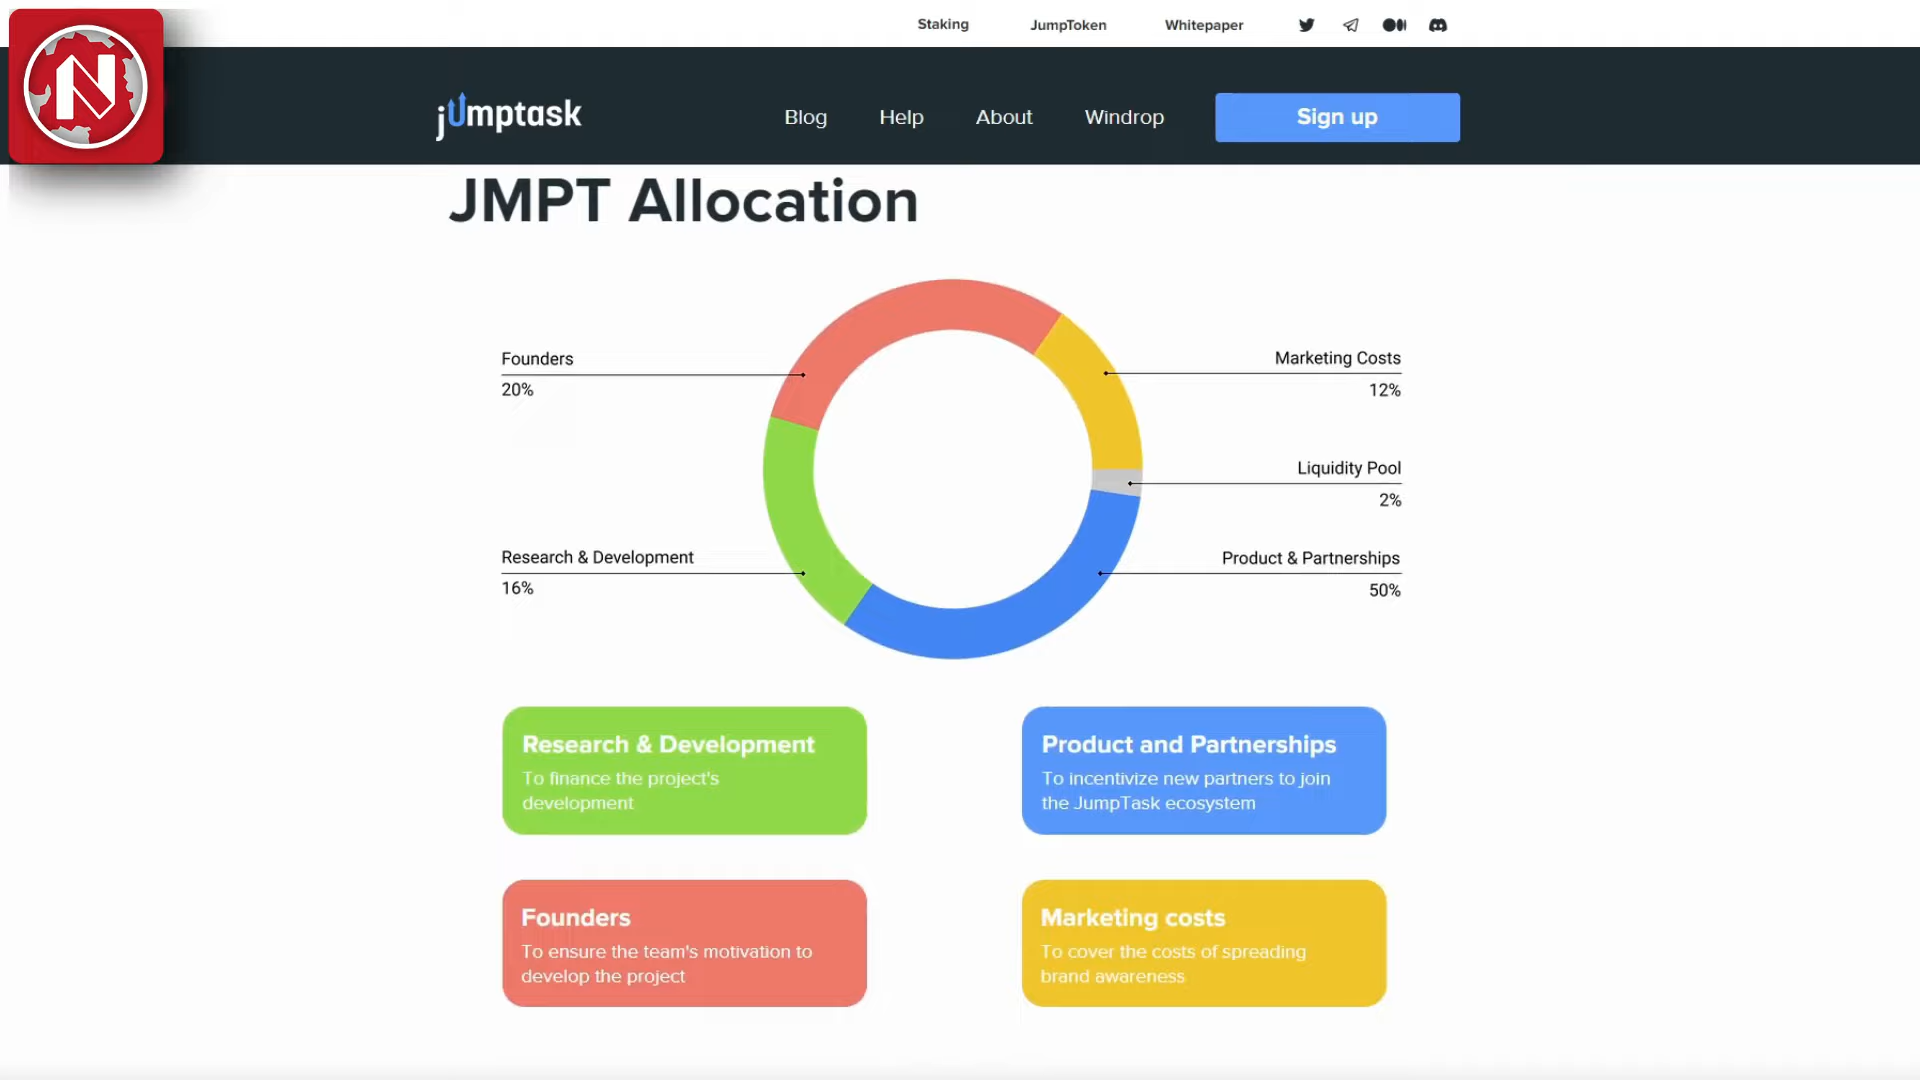 Staking
JumpToken
Whitepaper
N
jumptask
Blog
Help
About
Windrop
Sign up
JMPT Allocation
Founders
20%
Marketing Costs
12%
Liquidity Pool
2%
Research & Development
16%
Product & Partnerships
50%
Research & Development
To finance the project's
development
Product and Partnerships
To incentivize new partners to join
the JumpTask ecosystem
Founders
To ensure the team's motivation to
develop the project
Marketing costs
To cover the costs of spreading
brand awareness